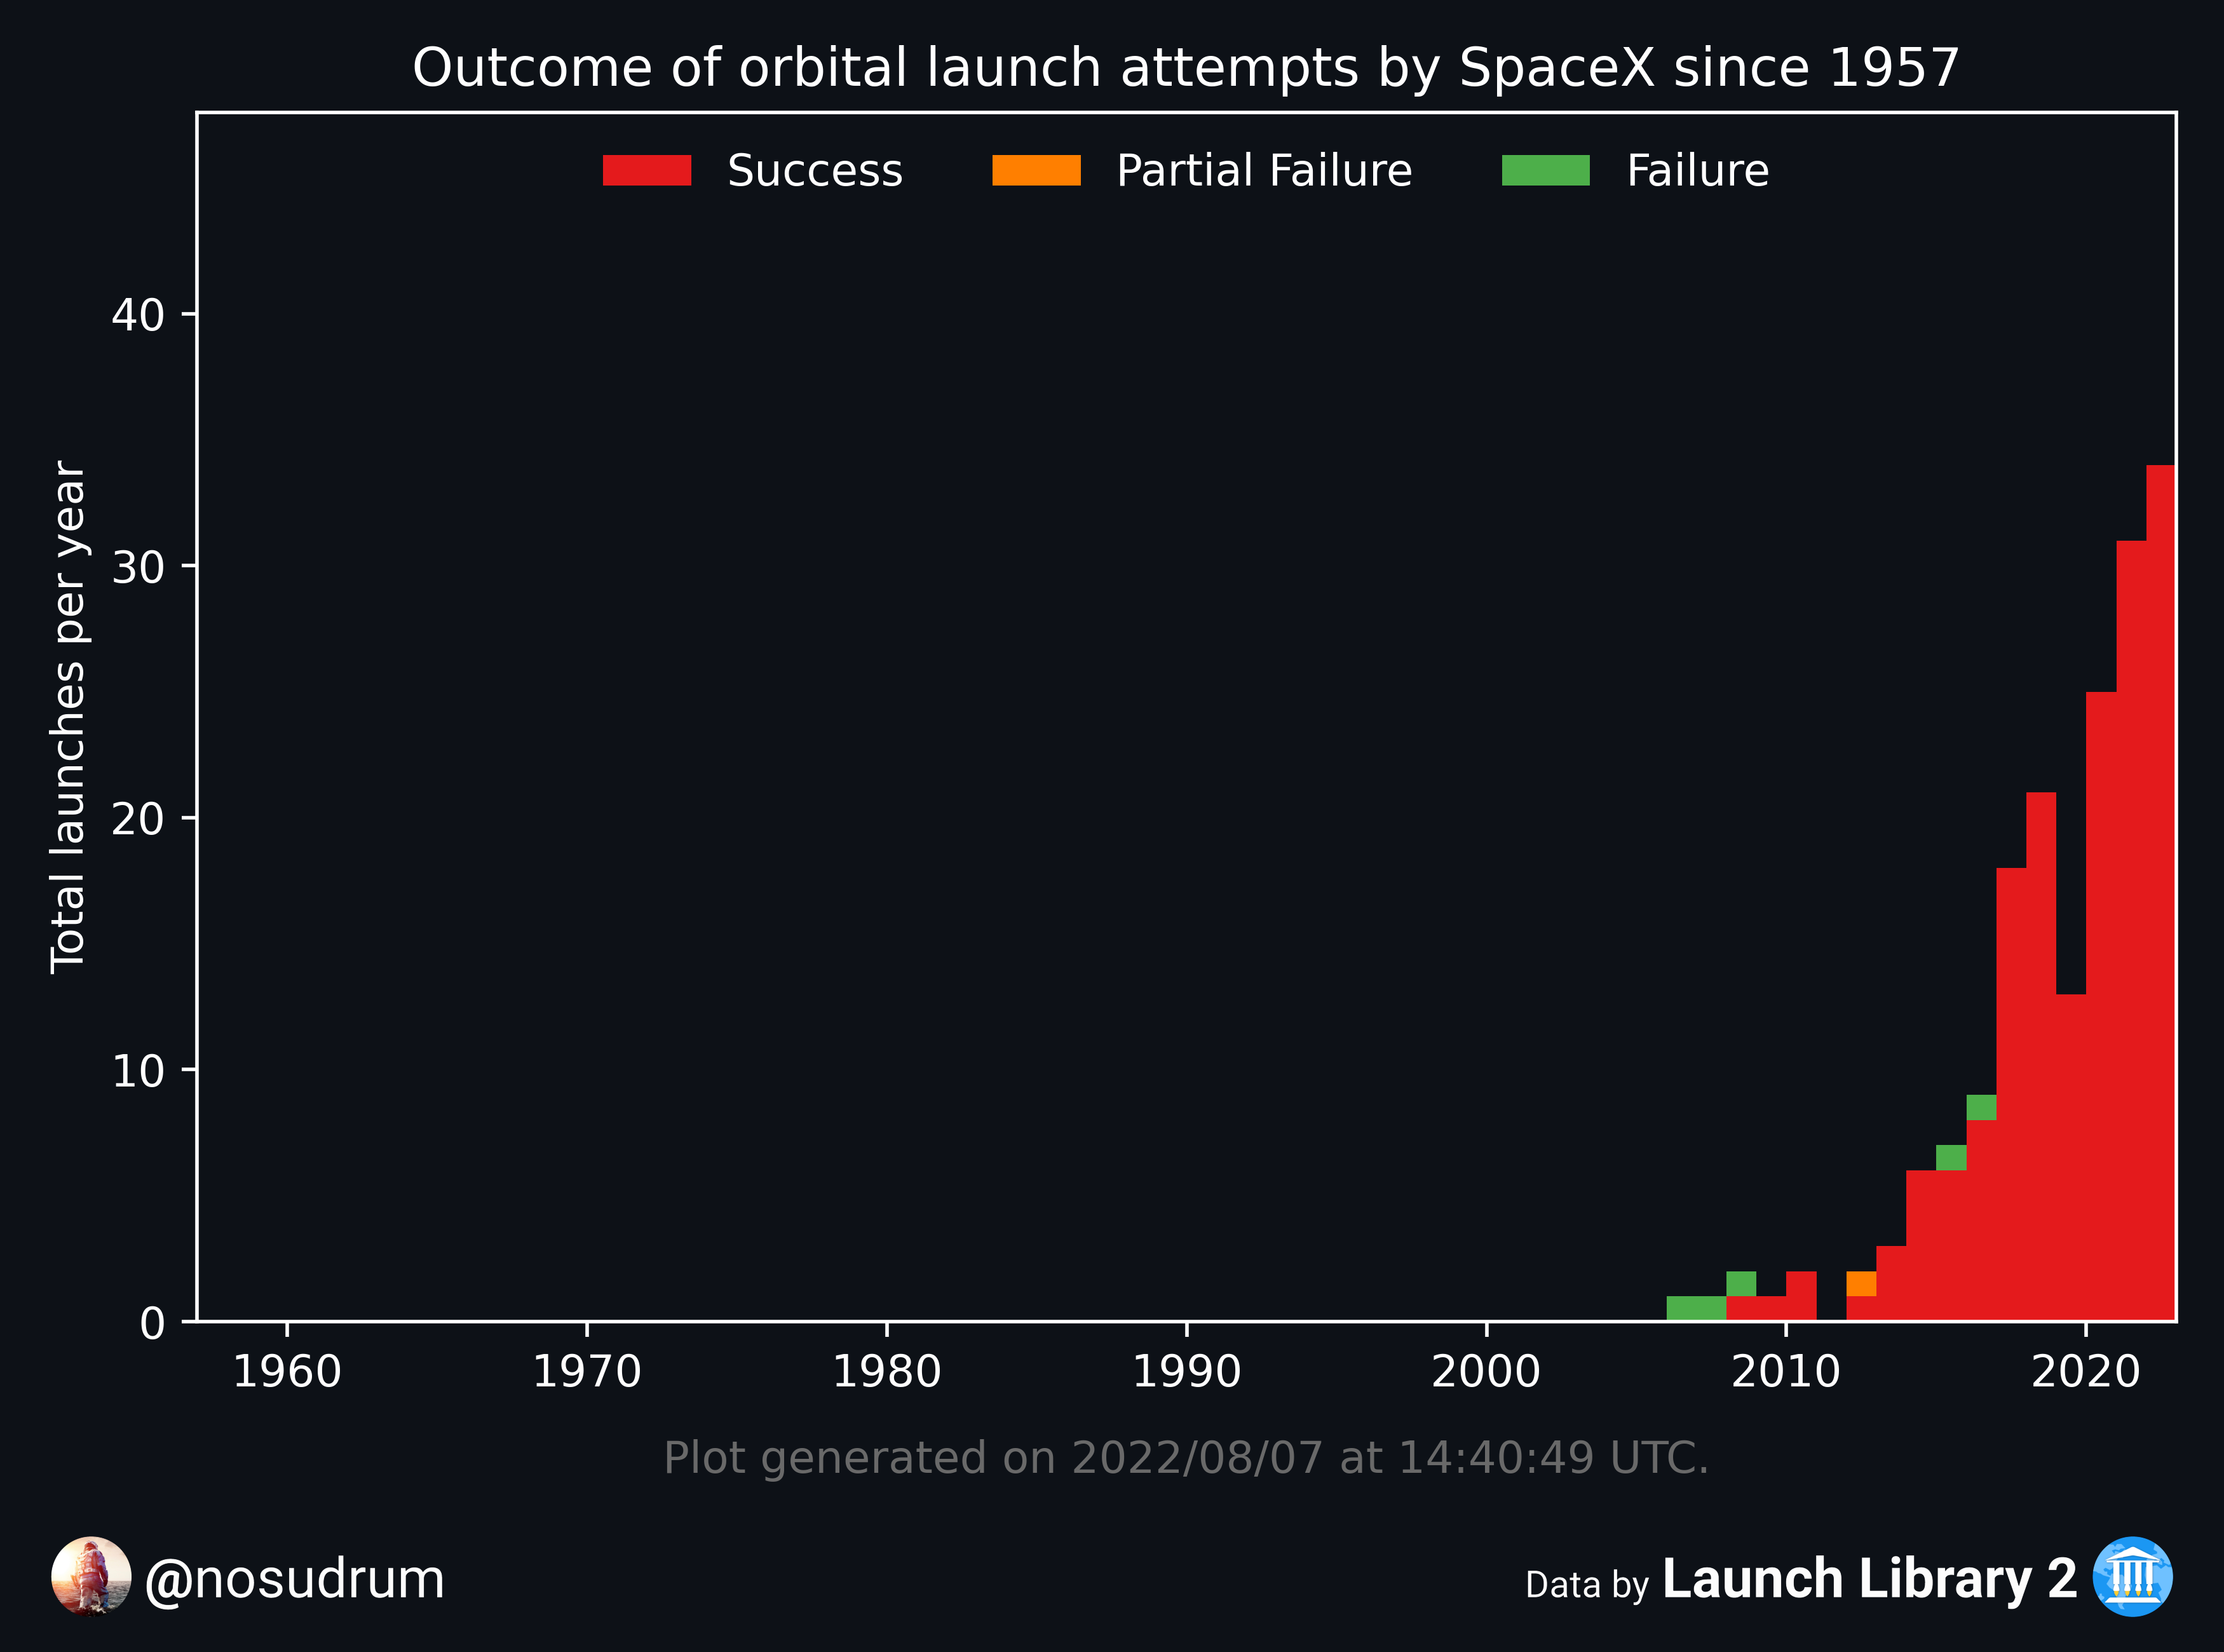 Outcome of orbital launch attempts by SpaceX since 1957
Success Partial Failure Failure
Total launches per year
40
30
20
10
0
1960 1970 1980 1990 2000 2010 2020
Plot generated on 2022/08/07 at 14:40:49 UTC.
@nosudrum
Data by Launch Library 2